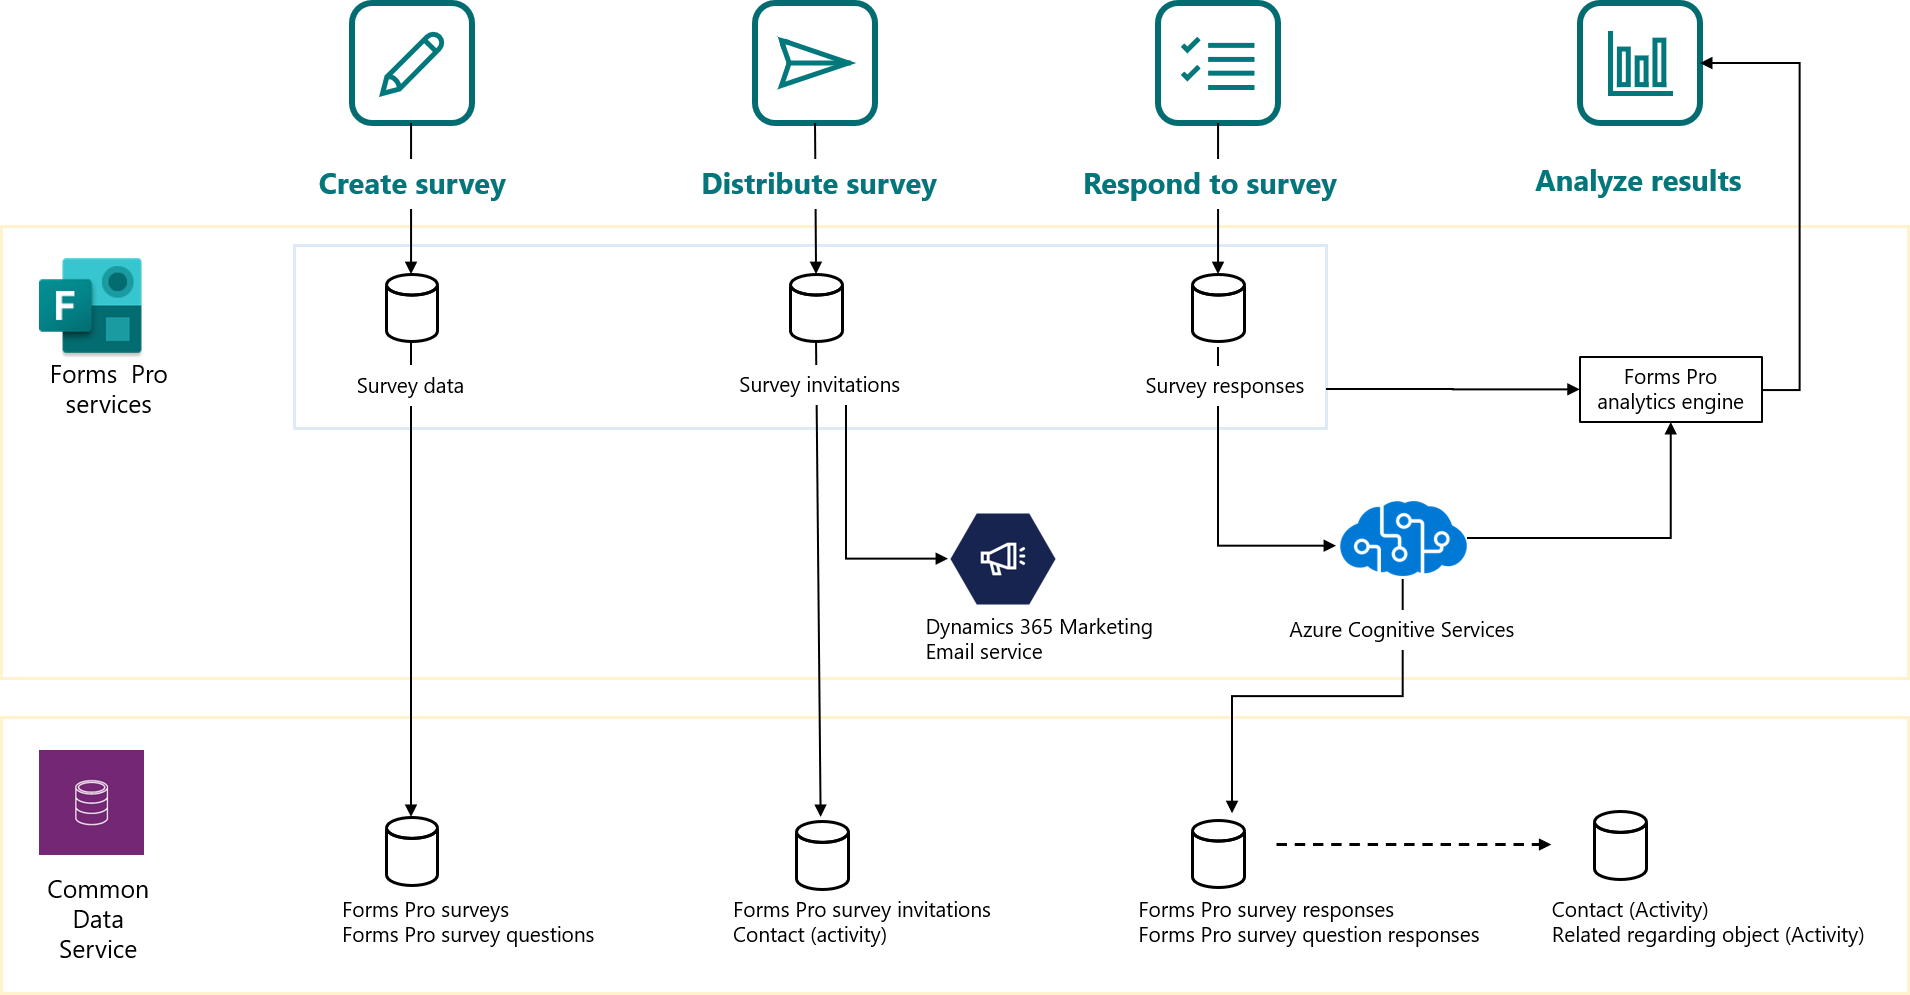 Create survey
Distribute survey
Respond to survey
Analyze results
F
Forms Pro
services
Survey data
Survey invitations
Survey responses
Forms Pro
analytics engine
Dynamics 365 Marketing
Email service
Azure Cognitive Services
Common
Data
Service
Forms Pro surveys
Forms Pro survey questions
Forms Pro survey invitations
Contact (activity)
Forms Pro survey responses
Forms Pro survey question responses
Contact (Activity)
Related regarding object (Activity)